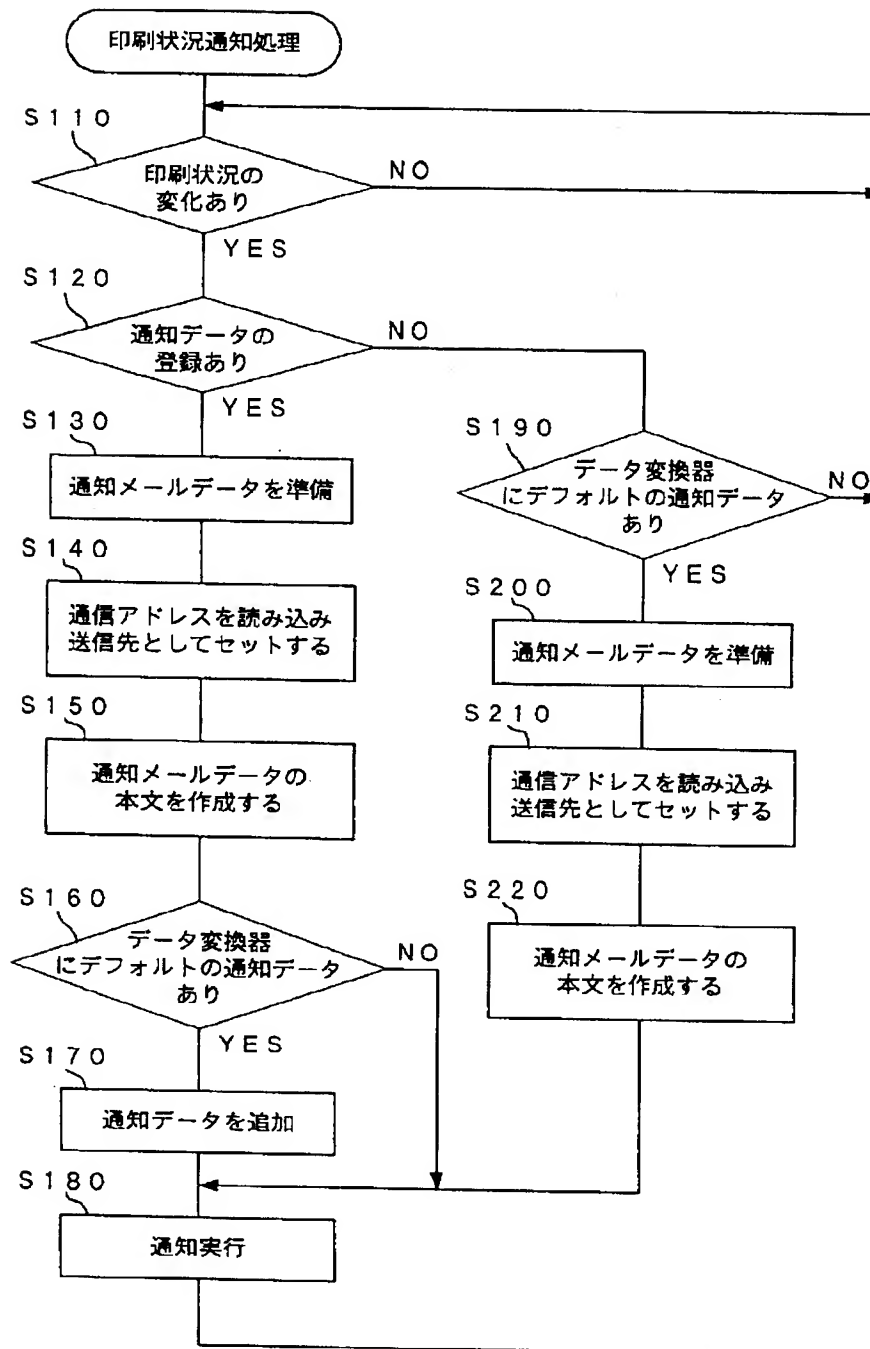 印刷状況通知処理
S110
印刷状況の
変化あり
NO
YES
S120
通知データの
登録あり
NO
YES
S130
通知メールデータを準備
S140
通信アドレスを読み込み
送信先としてセットする
S150
通知メールデータの
本文を作成する
S160
データ変換器
にデフォルトの通知データ
あり
NO
YES
S170
通知データを追加
S180
通知実行
S190
データ変換器
にデフォルトの通知データ
あり
NO
YES
S200
通知メールデータを準備
S210
通信アドレスを読み込み
送信先としてセットする
S220
通知メールデータの
本文を作成する